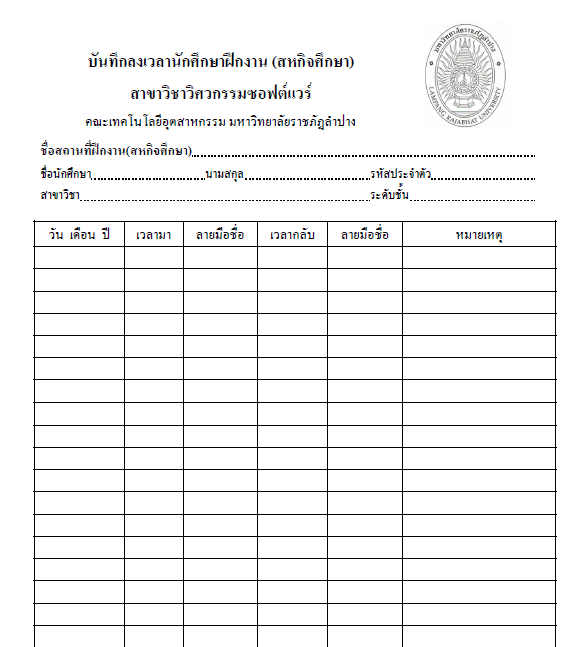 บันทึกลงเวลานักศึกษาฝึกงาน (สหกิจศึกษา)
สาขาวิชาวิศวกรรมซอฟต์แวร์
คณะเทคโนโลยีอุตสาหกรรม มหาวิทยาลัยราชภัฏลำปาง
มหาวิทยาลัยราชภัฏลำปาง
LAMPANG RAJABHAT UNIVERSITY
ชื่อสถานที่ฝึกงาน(สหกิจศึกษา)
ชื่อนักศึกษา นามสกุล รหัสประจำตัว
สาขาวิชา ระดับชั้น
วัน เดือน ปี เวลามา ลายมือชื่อ เวลากลับ ลายมือชื่อ หมายเหตุ